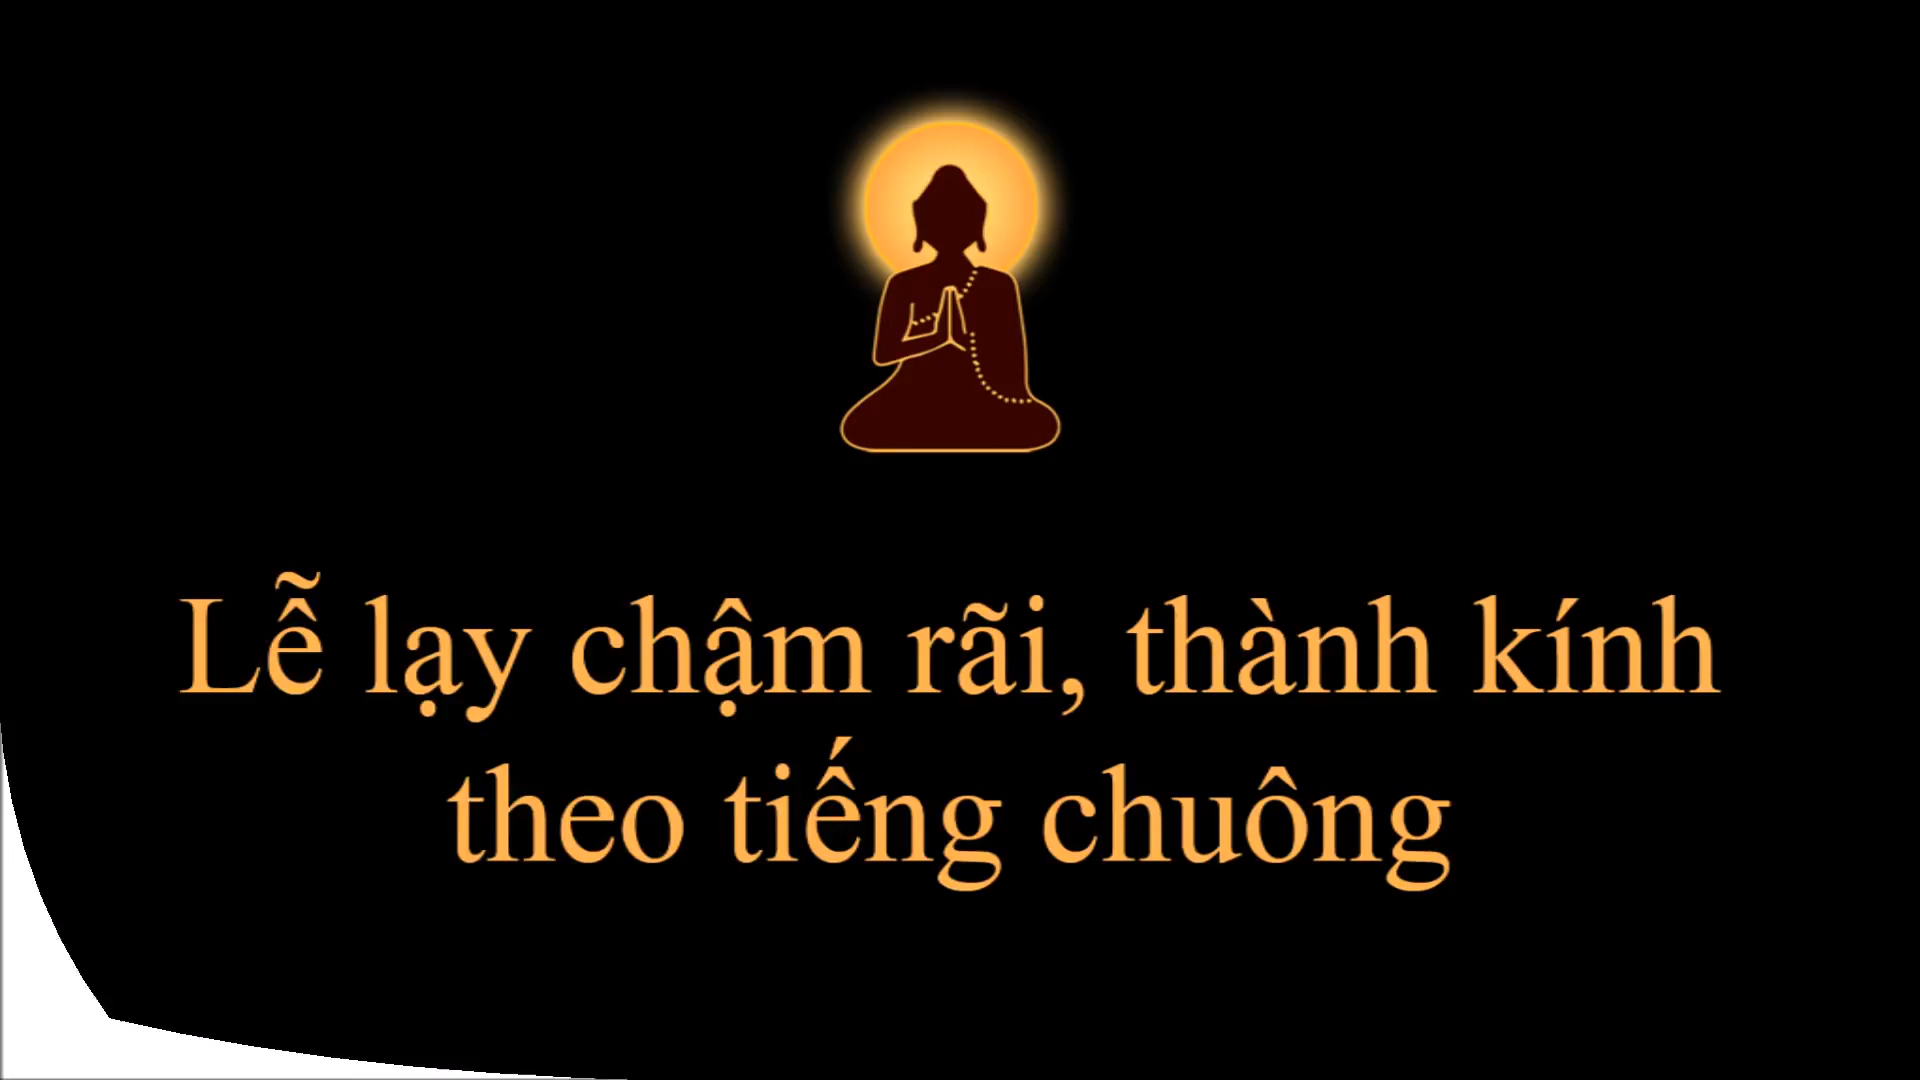 Lễ lạy chậm rãi, thành kính
theo tiếng chuông